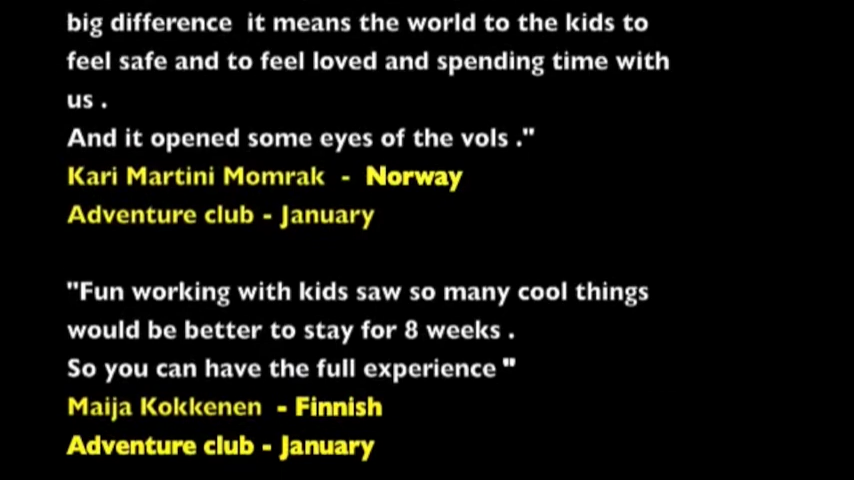 big difference it means the world to the kids to
feel safe and to feel loved and spending time with
us .
And it opened some eyes of the vols ."
Kari Martini Momrak - Norway
Adventure club - January
"Fun working with kids saw so many cool things
would be better to stay for 8 weeks .
So you can have the full experience "
Maija Kokkenen - Finnish
Adventure club - January